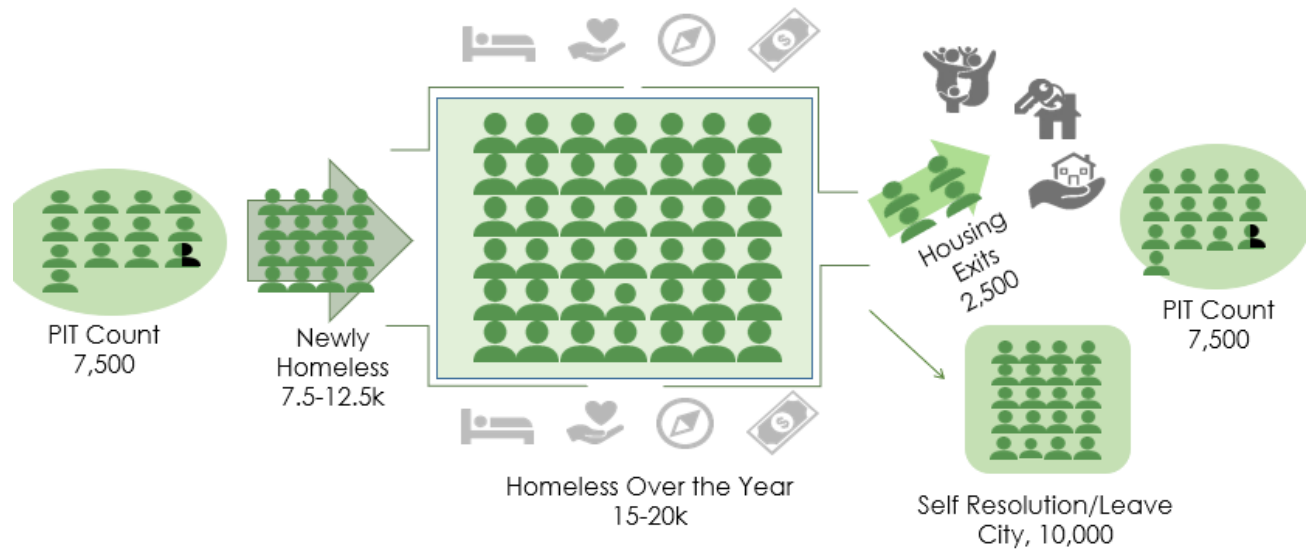 PIT Count
7,500
Newly
Homeless
7.5-12.5k
Homeless Over the Year
15-20k
Housing
Exits
2,500
PIT Count
7,500
Self Resolution/Leave
City, 10,000